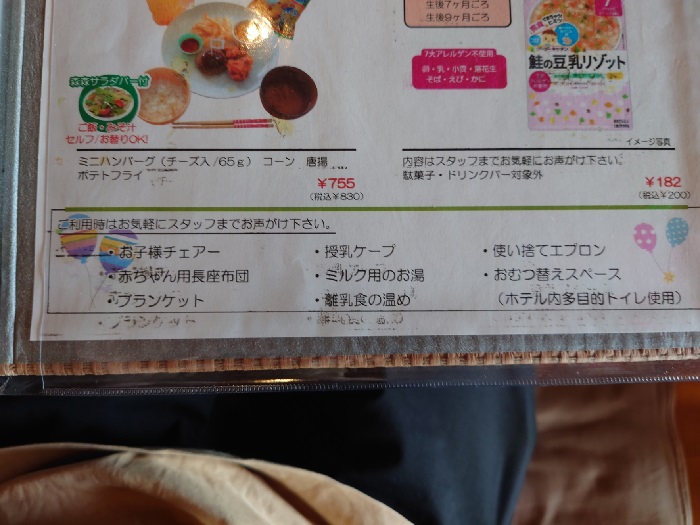 生後7ヶ月ごろ
生後9ヶ月ごろ
7大アレルゲン不使用
卵・乳・小麦・落花生
そば・えび・かに
7
鮭の豆乳リゾット
森森サラダバー付
ご飯・みそ汁
セルフ/お替りOK!
イメージ写真
ミニハンバーグ(チーズ入/65g) コーン 唐揚
ポテトフライ
¥755
(税込¥830)
内容はスタッフまでお気軽にお声がけ下さい。
駄菓子・ドリンクバー対象外
¥182
(税込¥200)
ご利用時はお気軽にスタッフまでお声がけ下さい。
・お子様チェアー
・赤ちゃん用長座布団
・ブランケット
・授乳ケープ
・ミルク用のお湯
・離乳食の温め
・使い捨てエプロン
・おむつ替えスペース
(ホテル内多目的トイレ使用)